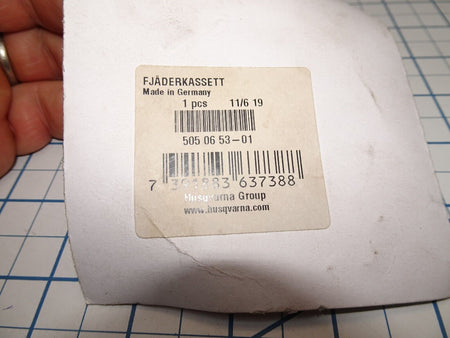 FJÄDERKASSETT
Made in Germany
1 pcs 11/6 19
505 06 53-01
637388
Husqvarna Group
www.husqvarna.com